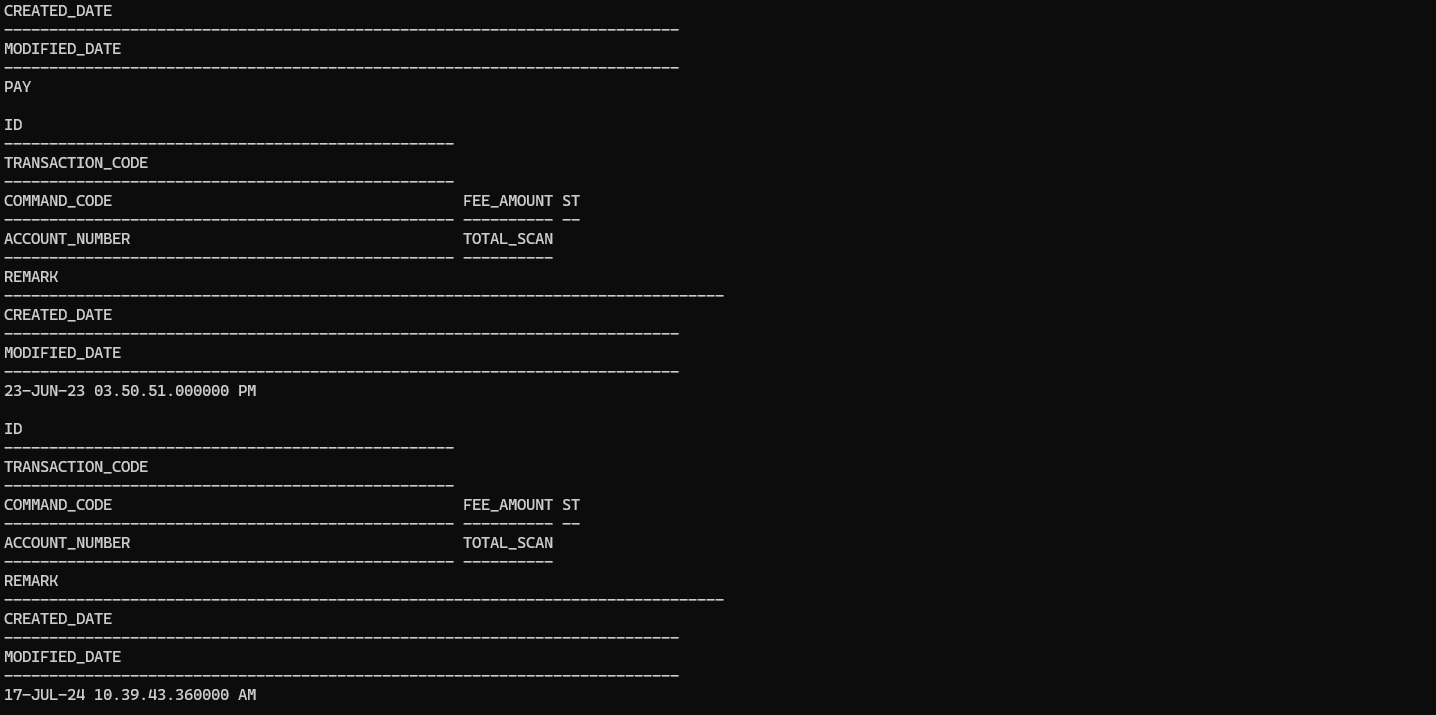 CREATED_DATE
---------------------------------------------------------------------------
MODIFIED_DATE
---------------------------------------------------------------------------
PAY
ID
--------------------------------------------------
TRANSACTION_CODE
--------------------------------------------------
COMMAND_CODE FEE_AMOUNT ST
-------------------------------------------------- ---------- --
ACCOUNT_NUMBER TOTAL_SCAN
-------------------------------------------------- ----------
REMARK
--------------------------------------------------------------------------------
CREATED_DATE
---------------------------------------------------------------------------
MODIFIED_DATE
---------------------------------------------------------------------------
23-JUN-23 03.50.51.000000 PM
ID
--------------------------------------------------
TRANSACTION_CODE
--------------------------------------------------
COMMAND_CODE FEE_AMOUNT ST
-------------------------------------------------- ---------- --
ACCOUNT_NUMBER TOTAL_SCAN
-------------------------------------------------- ----------
REMARK
--------------------------------------------------------------------------------
CREATED_DATE
---------------------------------------------------------------------------
MODIFIED_DATE
---------------------------------------------------------------------------
17-JUL-24 10.39.43.360000 AM